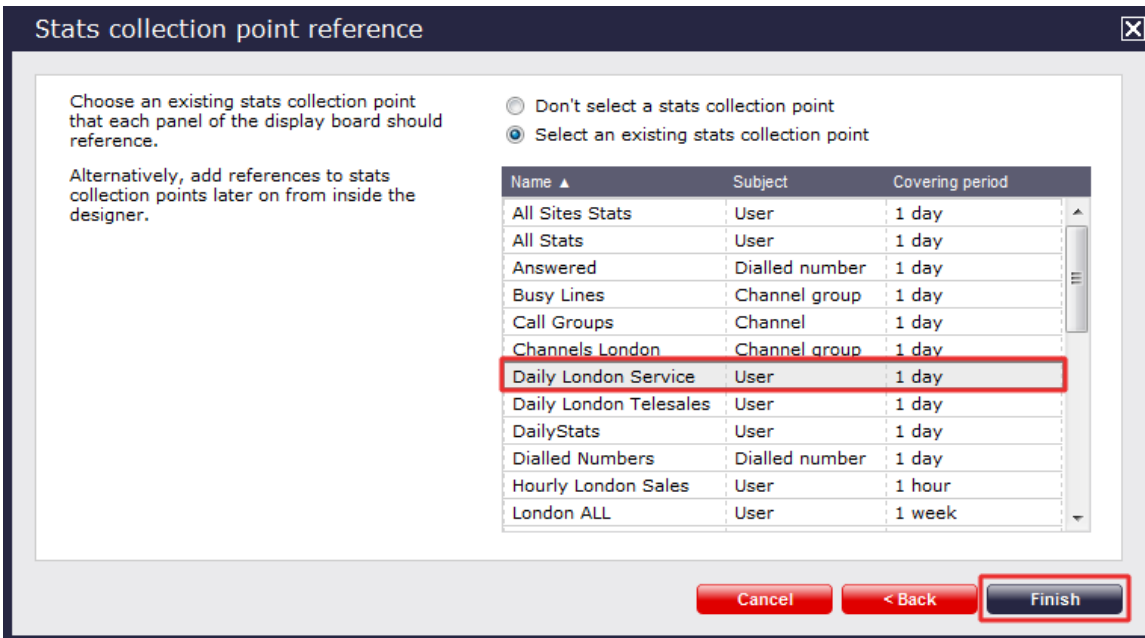 Stats collection point reference
Choose an existing stats collection point
that each panel of the display board should
reference.
Alternatively, add references to stats
collection points later on from inside the
designer.
Don't select a stats collection point
Select an existing stats collection point
Name ▲ Subject Covering period
All Sites Stats User 1 day
All Stats User 1 day
Answered Dialled number 1 day
Busy Lines Channel group 1 day
Call Groups Channel 1 day
Channels London Channel group 1 day
Daily London Service User 1 day
Daily London Telesales User 1 day
DailyStats User 1 day
Dialled Numbers Dialled number 1 day
Hourly London Sales User 1 hour
London ALL User 1 week
Cancel < Back Finish